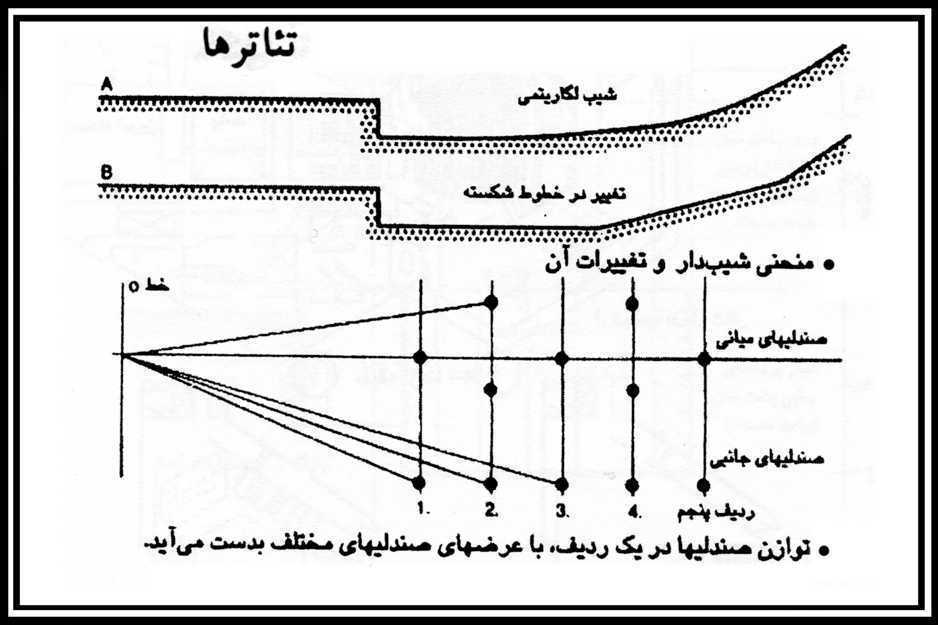 تئاترها
A
شیب لگاریتمی
B
تغییر در خطوط شکسته
• منحنی شیب‌دار و تغییرات آن
خط o
صندلیهای میانی
صندلیهای جانبی
1. 2. 3. 4. ردیف پنجم
• توازن صندلیها در یک ردیف، با عرضهای صندلیهای مختلف بدست می‌آید.